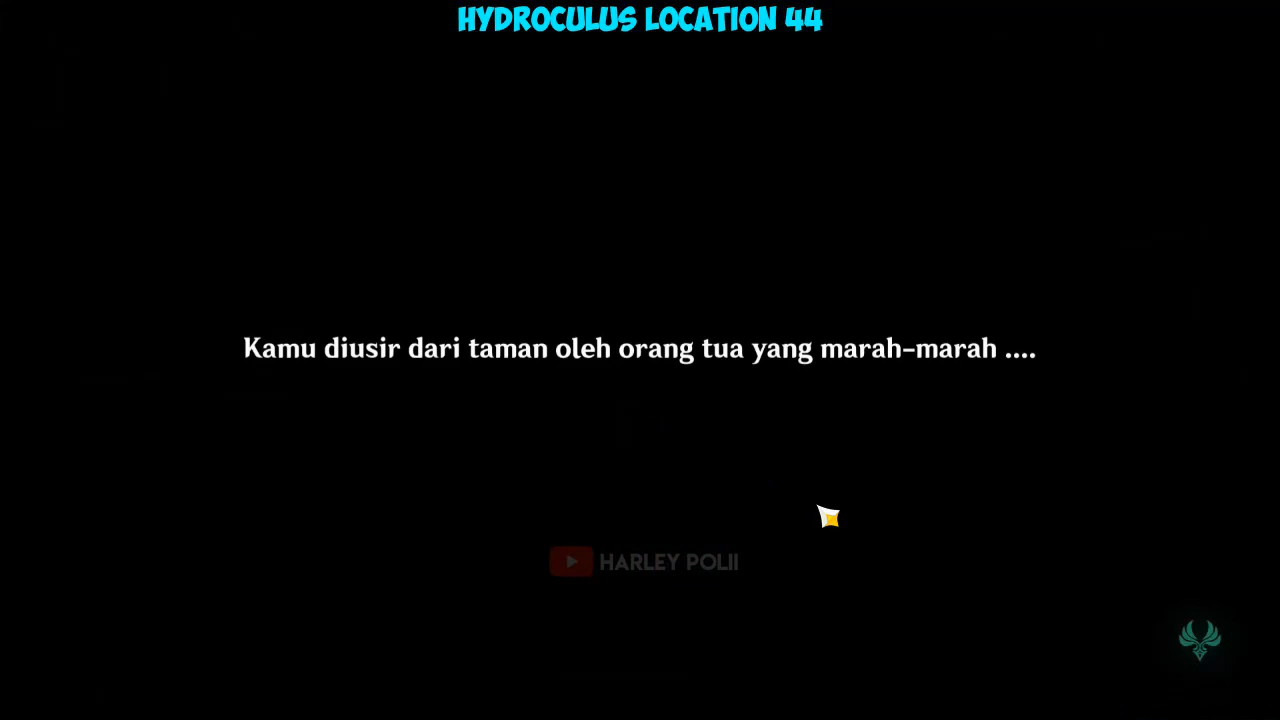 HYDROCULUS LOCATION 44
Kamu diusir dari taman oleh orang tua yang marah-marah ....
HARLEY POLII